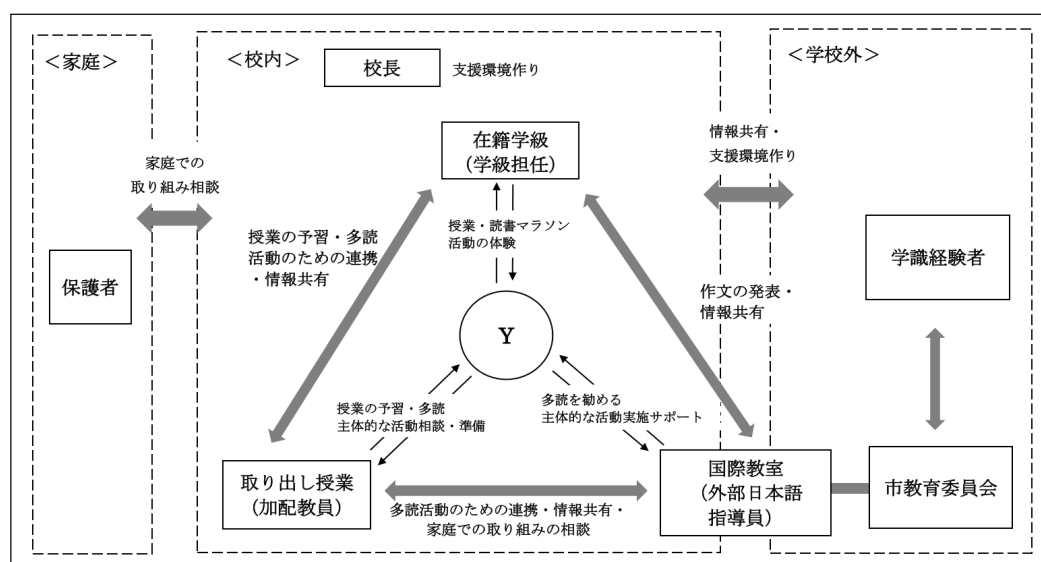 ＜家庭＞
＜校内＞
校長
支援環境作り
＜学校外＞
在籍学級
（学級担任）
情報共有・
支援環境作り
家庭での
取り組み相談
授業・読書マラソン
活動の体験
授業の予習・多読
活動のための連携
・情報共有
保護者
学識経験者
作文の発表・
情報共有
Y
授業の予習・多読
主体的な活動相談・準備
多読を勧める
主体的な活動実施サポート
取り出し授業
（加配教員）
国際教室
（外部日本語
指導員）
市教育委員会
多読活動のための連携・情報共有・
家庭での取り組みの相談